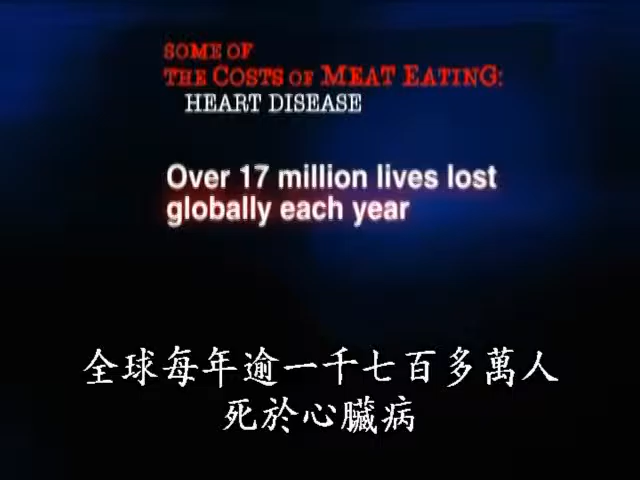 SOME OF
THE COSTS OF MEAT EATING:
HEART DISEASE
Over 17 million lives lost
globally each year
全球每年逾一千七百多萬人
死於心臟病